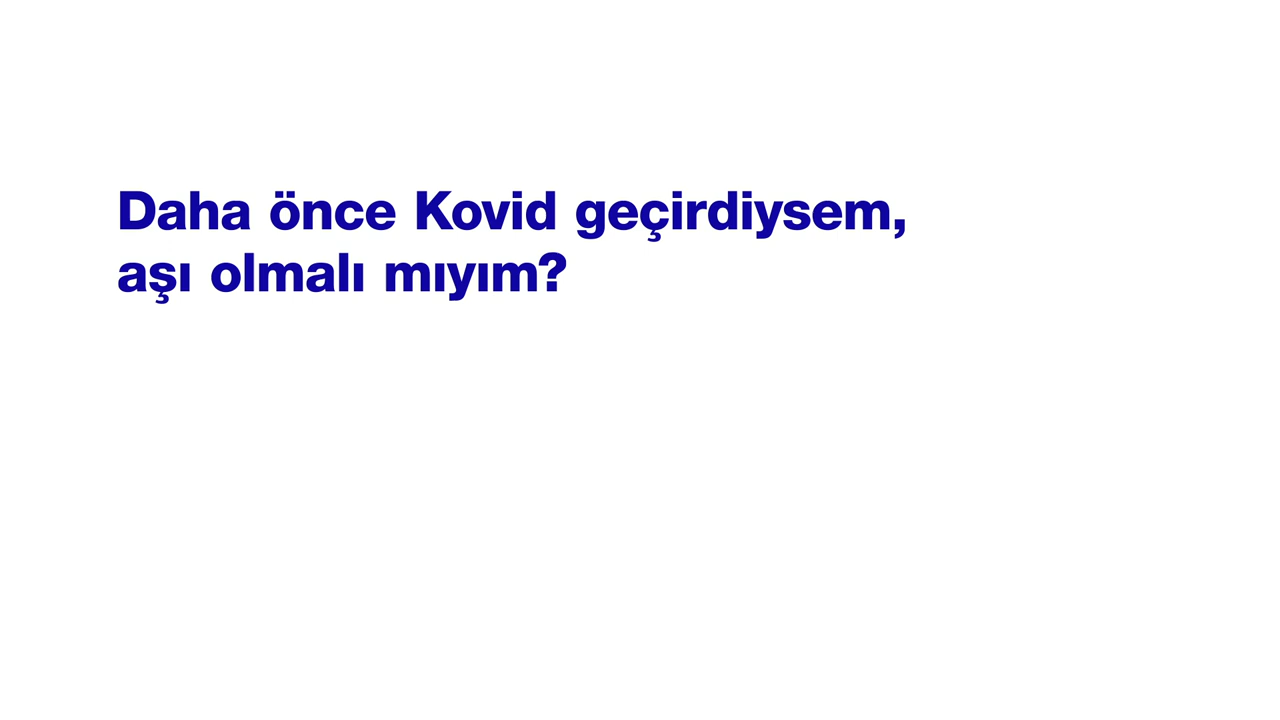 Daha önce Kovid geçirdiysem,
aşı olmalı mıyım?